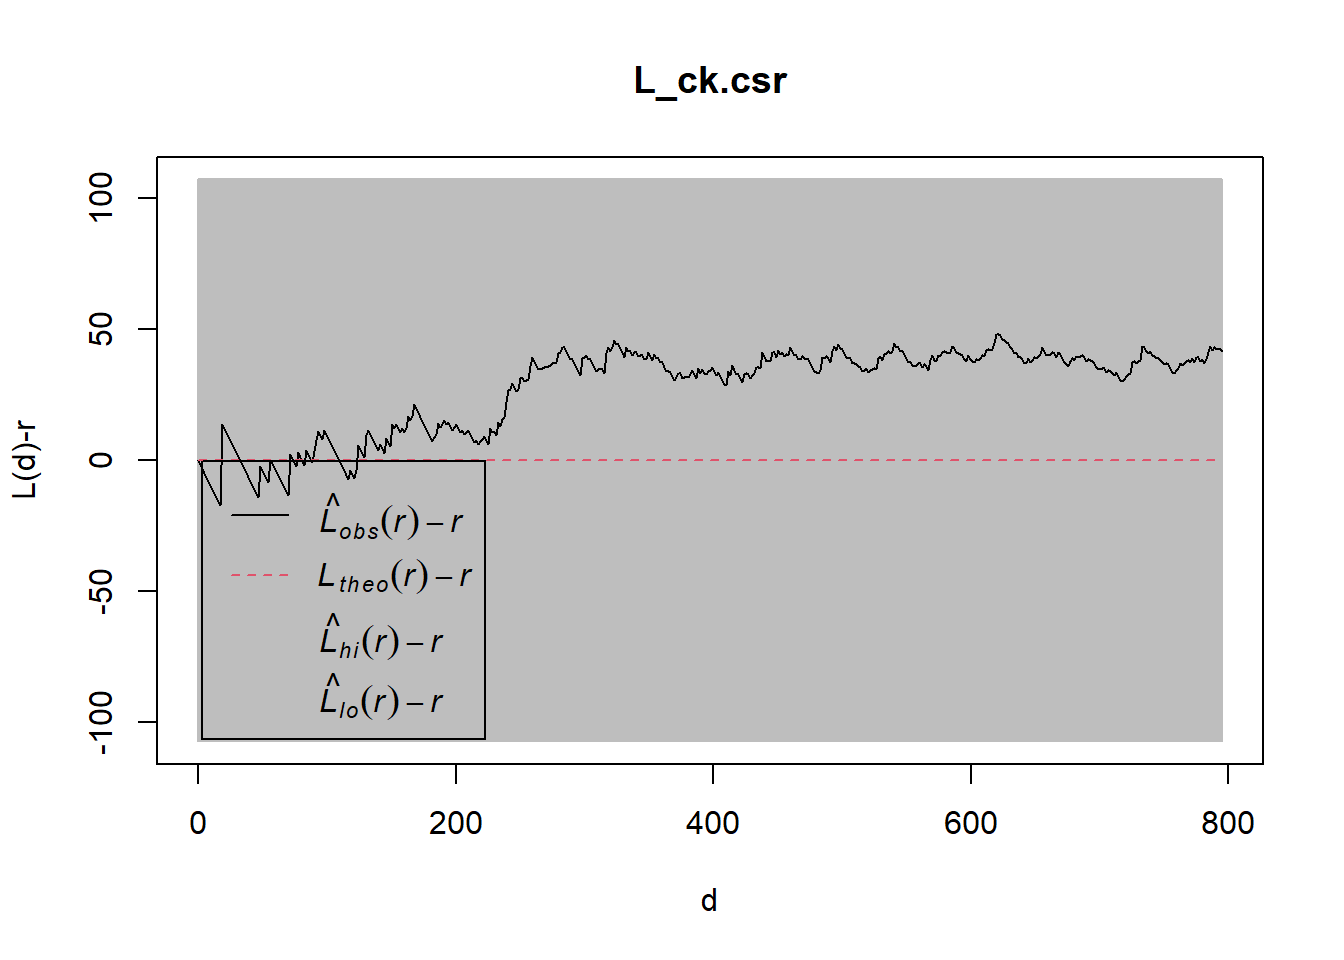 L_ck.csr
L(d)-r
100
50
0
-50
-100
L̂obs(r) − r
Ltheo(r) − r
L̂hi(r) − r
L̂lo(r) − r
0 200 400 600 800
d